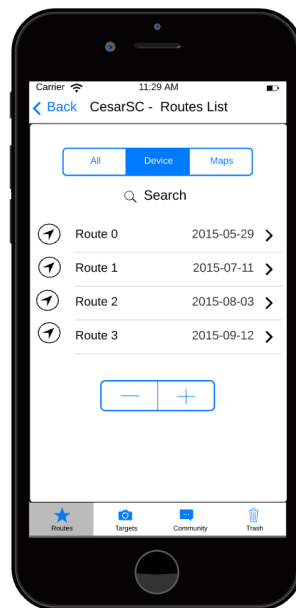 Carrier 11:29 AM
Back CesarSC - Routes List
All Device Maps
Search
Route 0 2015-05-29
Route 1 2015-07-11
Route 2 2015-08-03
Route 3 2015-09-12
Routes Targets Community Trash